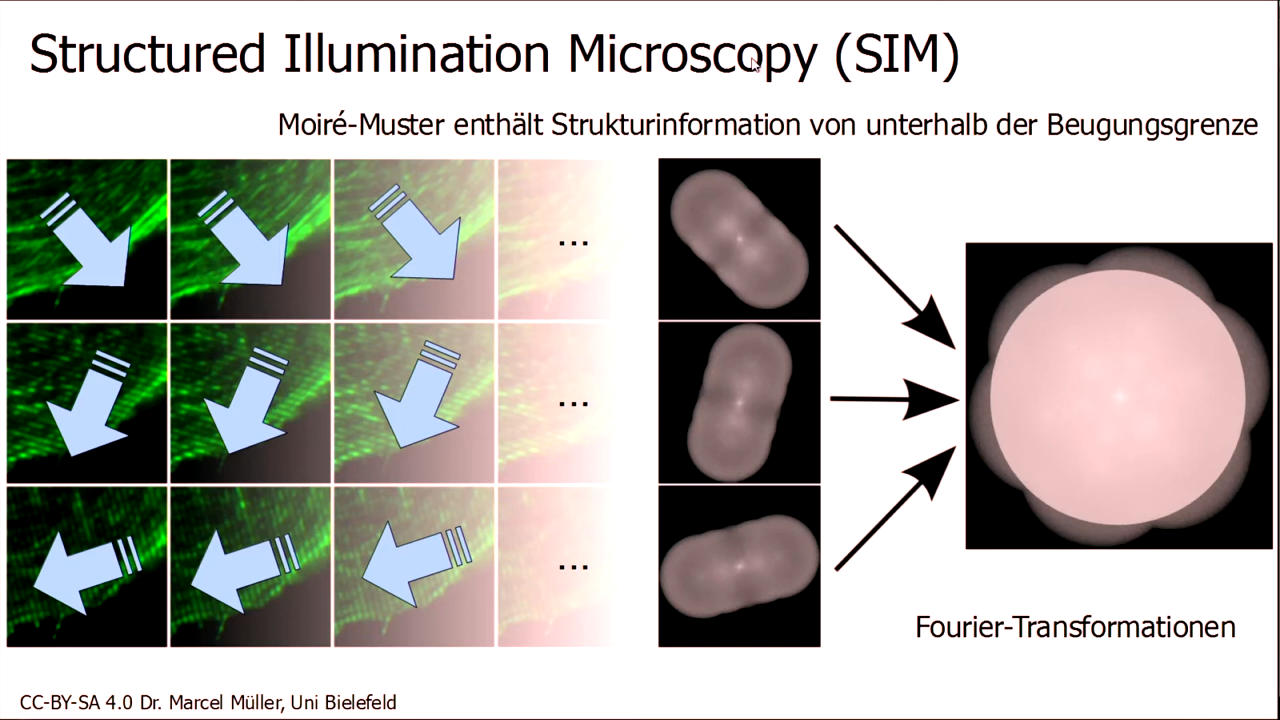 Structured Illumination Microscopy (SIM)
Moiré-Muster enthält Strukturinformation von unterhalb der Beugungsgrenze
...
...
...
Fourier-Transformationen
CC-BY-SA 4.0 Dr. Marcel Müller, Uni Bielefeld